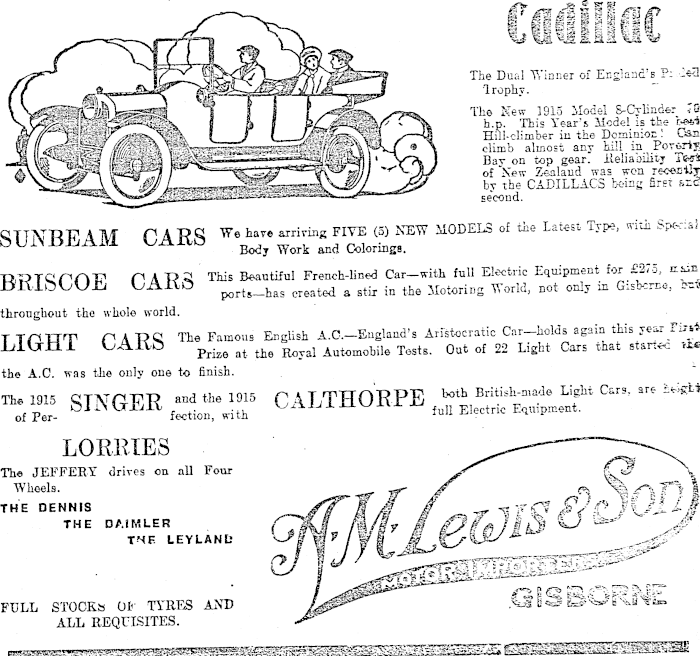 Cadillac
The Dual Winner of England's
Trophy.
The New 1915 Model 8-Cylinder 70
h.p. This Year's Model is the best
Hill-climber in the Dominion! Can
climb almost any hill in Poverty
Bay on top gear. Reliability Test
of New Zealand was won recently
by the CADILLACS being first and
second.
SUNBEAM CARS We have arriving FIVE (5) NEW MODELS of the Latest Type, with Special
Body Work and Colorings.
BRISCOE CARS This Beautiful French-lined Car—with full Electric Equipment for £275, main
ports—has created a stir in the Motoring World, not only in Gisborne, but
throughout the whole world.
LIGHT CARS The Famous English A.C.—England's Aristocratic Car—holds again this year First
Prize at the Royal Automobile Tests. Out of 22 Light Cars that started the
the A.C. was the only one to finish.
The 1915 SINGER and the 1915 CALTHORPE both British-made Light Cars, are height
of Per- fection, with full Electric Equipment.
LORRIES
The JEFFERY drives on all Four
Wheels.
THE DENNIS
THE DAIMLER
THE LEYLAND
FULL STOCKS OF TYRES AND
ALL REQUISITES.
A.M. Lewis & Son
MOTOR IMPORTERS
GISBORNE